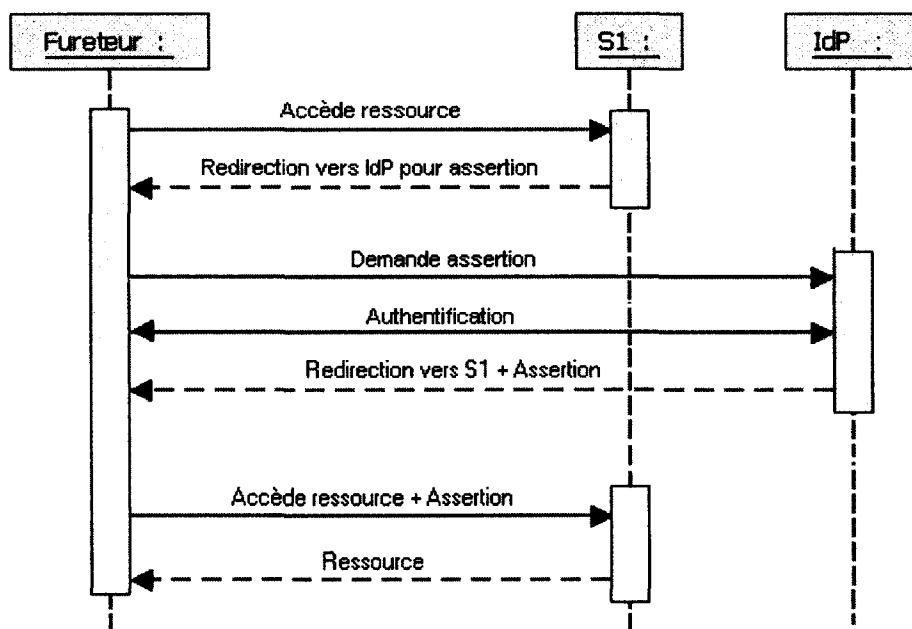 Fureteur :
S1 :
IdP :
Accède ressource
Redirection vers IdP pour assertion
Demande assertion
Authentification
Redirection vers S1 + Assertion
Accède ressource + Assertion
Ressource